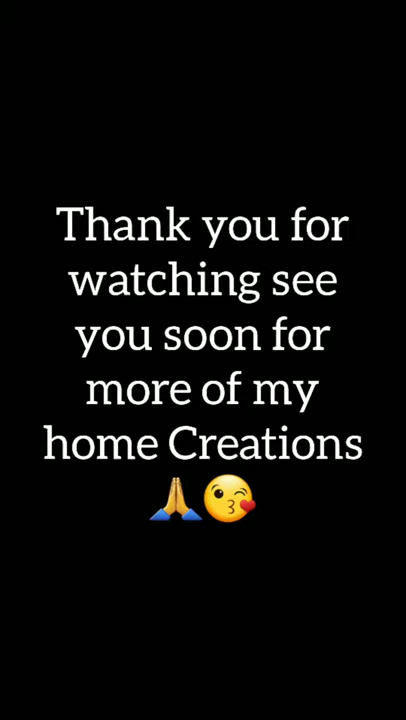 Thank you for
watching see
you soon for
more of my
home Creations
🙏😘